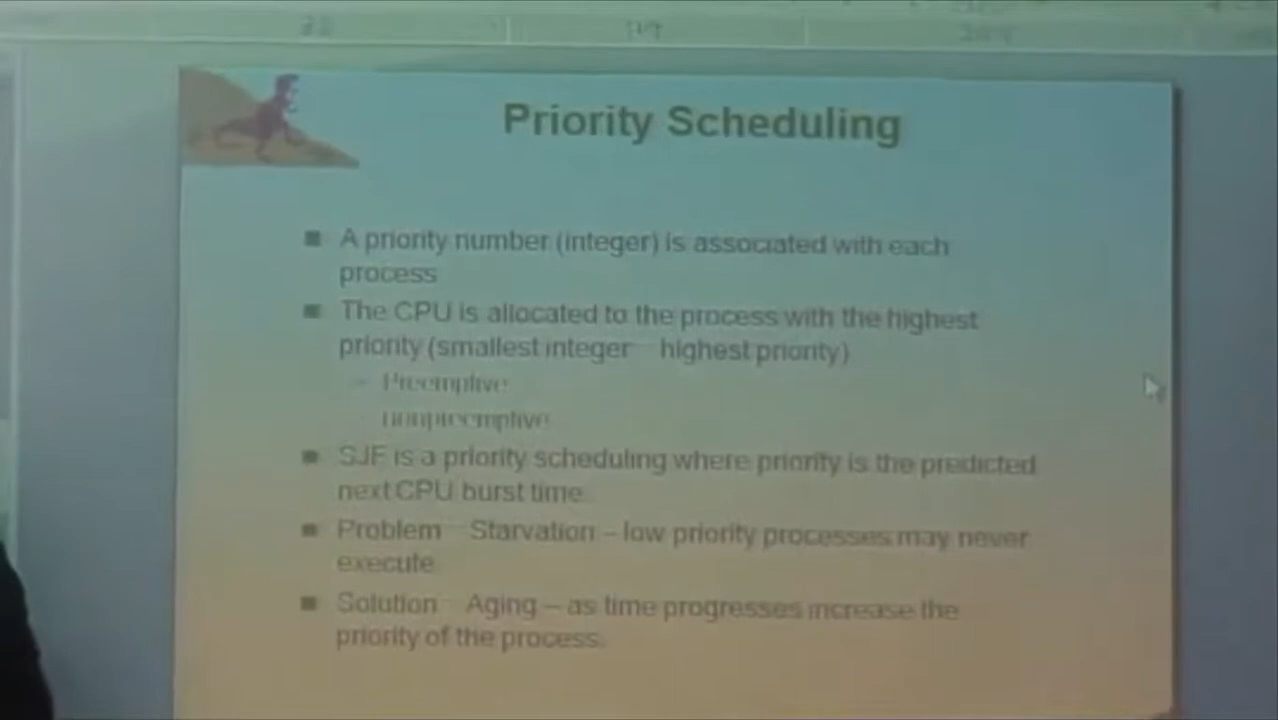 Priority Scheduling
A priority number (integer) is associated with each
process
The CPU is allocated to the process with the highest
priority (smallest integer highest priority)
– Preemptive
nonpreemptive
SJF is a priority scheduling where priority is the predicted
next CPU burst time.
Problem Starvation – low priority processes may never
execute
Solution Aging – as time progresses increase the
priority of the process.